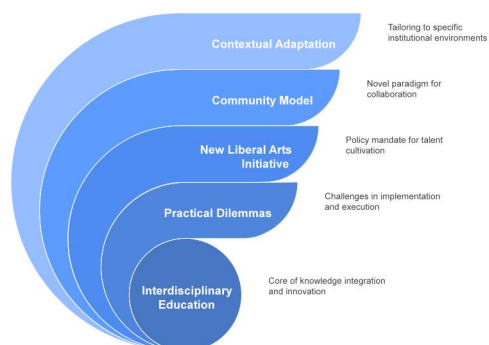 Contextual Adaptation
Tailoring to specific
institutional environments
Community Model
Novel paradigm for
collaboration
New Liberal Arts
Initiative
Policy mandate for talent
cultivation
Practical Dilemmas
Challenges in implementation
and execution
Interdisciplinary
Education
Core of knowledge integration
and innovation